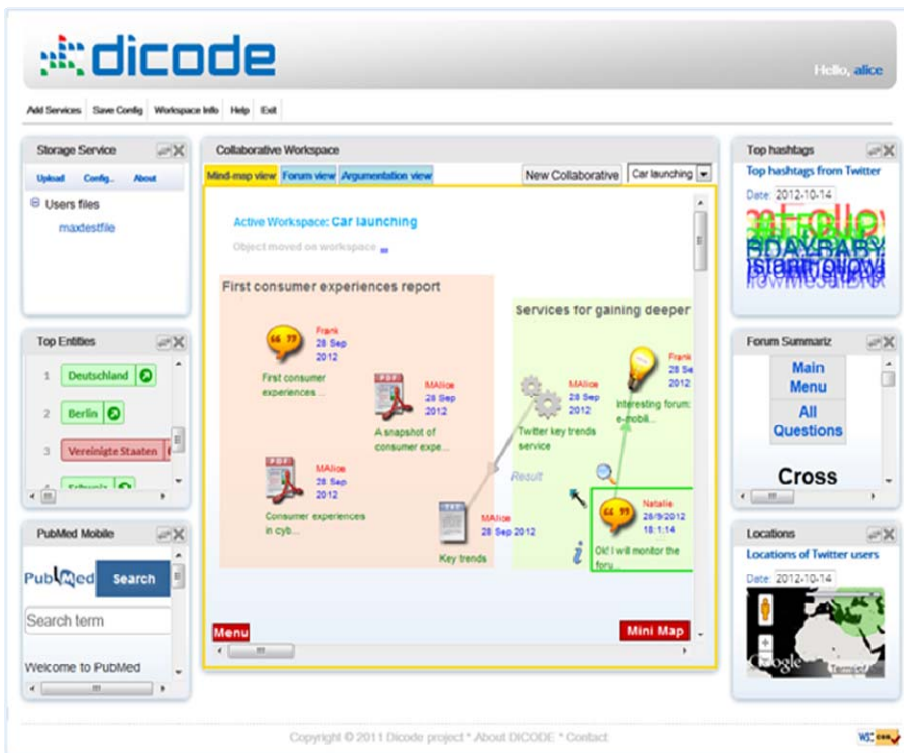 dicode
Hello, alice
Add Services Save Config Workspace Info Help Exit
Storage Service
Upload Config.. About
Users files
maxdestfile
Top Entities
1 Deutschland
2 Berlin
3 Vereinigte Staaten
PubMed Mobile
PubMed Search
Search term
Welcome to PubMed
Collaborative Workspace
Mind-map view Forum view Argumentation view New Collaborative Car launching
Active Workspace: Car launching
Object moved on workspace
First consumer experiences report
Frank
28 Sep
2012
First consumer
experiences ...
MAlice
28 Sep
2012
A snapshot of
consumer expe...
MAlice
28 Sep
2012
Consumer experiences
in cyb...
MAlice
28 Sep 2012
Key trends
Services for gaining deeper
MAlice
28 Sep
2012
Twitter key trends
service
Result
Frank
28 Se
2012
Interesting forum:
e-mobili...
Natalie
28/9/2012
18:1:14
Ok! I will monitor the
foru...
Menu
Mini Map
Top hashtags
Top hashtags from Twitter
Date: 2012-10-14
Forum Summariz
Main
Menu
All
Questions
Cross
Locations
Locations of Twitter users
Date: 2012-10-14
Google
Copyright © 2011 Dicode project * About DICODE * Contact